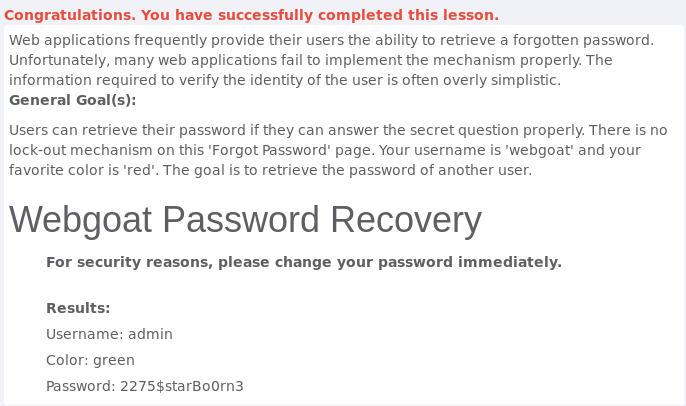 Congratulations. You have successfully completed this lesson.
Web applications frequently provide their users the ability to retrieve a forgotten password.
Unfortunately, many web applications fail to implement the mechanism properly. The
information required to verify the identity of the user is often overly simplistic.
General Goal(s):
Users can retrieve their password if they can answer the secret question properly. There is no
lock-out mechanism on this 'Forgot Password' page. Your username is 'webgoat' and your
favorite color is 'red'. The goal is to retrieve the password of another user.
Webgoat Password Recovery
For security reasons, please change your password immediately.
Results:
Username: admin
Color: green
Password: 2275$starBo0rn3